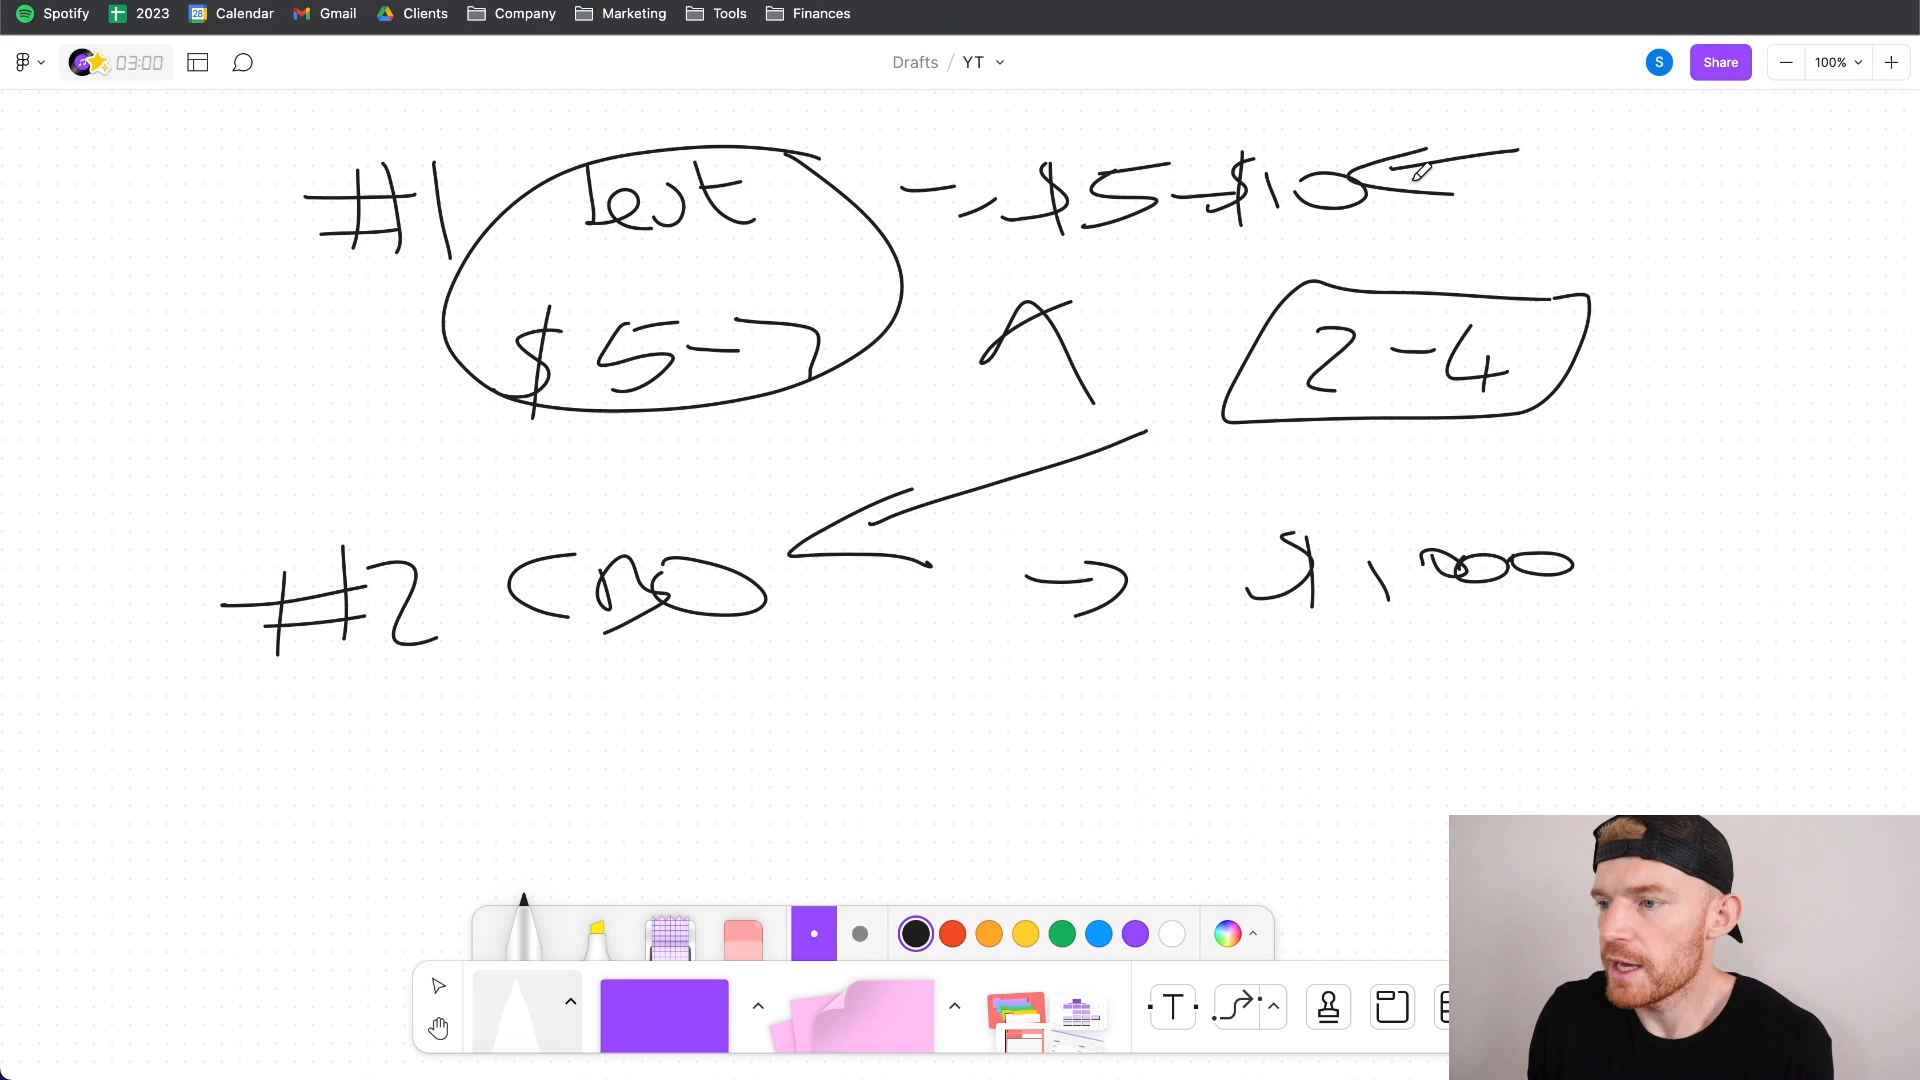 Spotify 2023 Calendar Gmail Clients Company Marketing Tools Finances
03:00 Drafts / YT S Share 100%
#1 test → $5-$10
$5-7 2-4
#2 CBO → $1,000
T